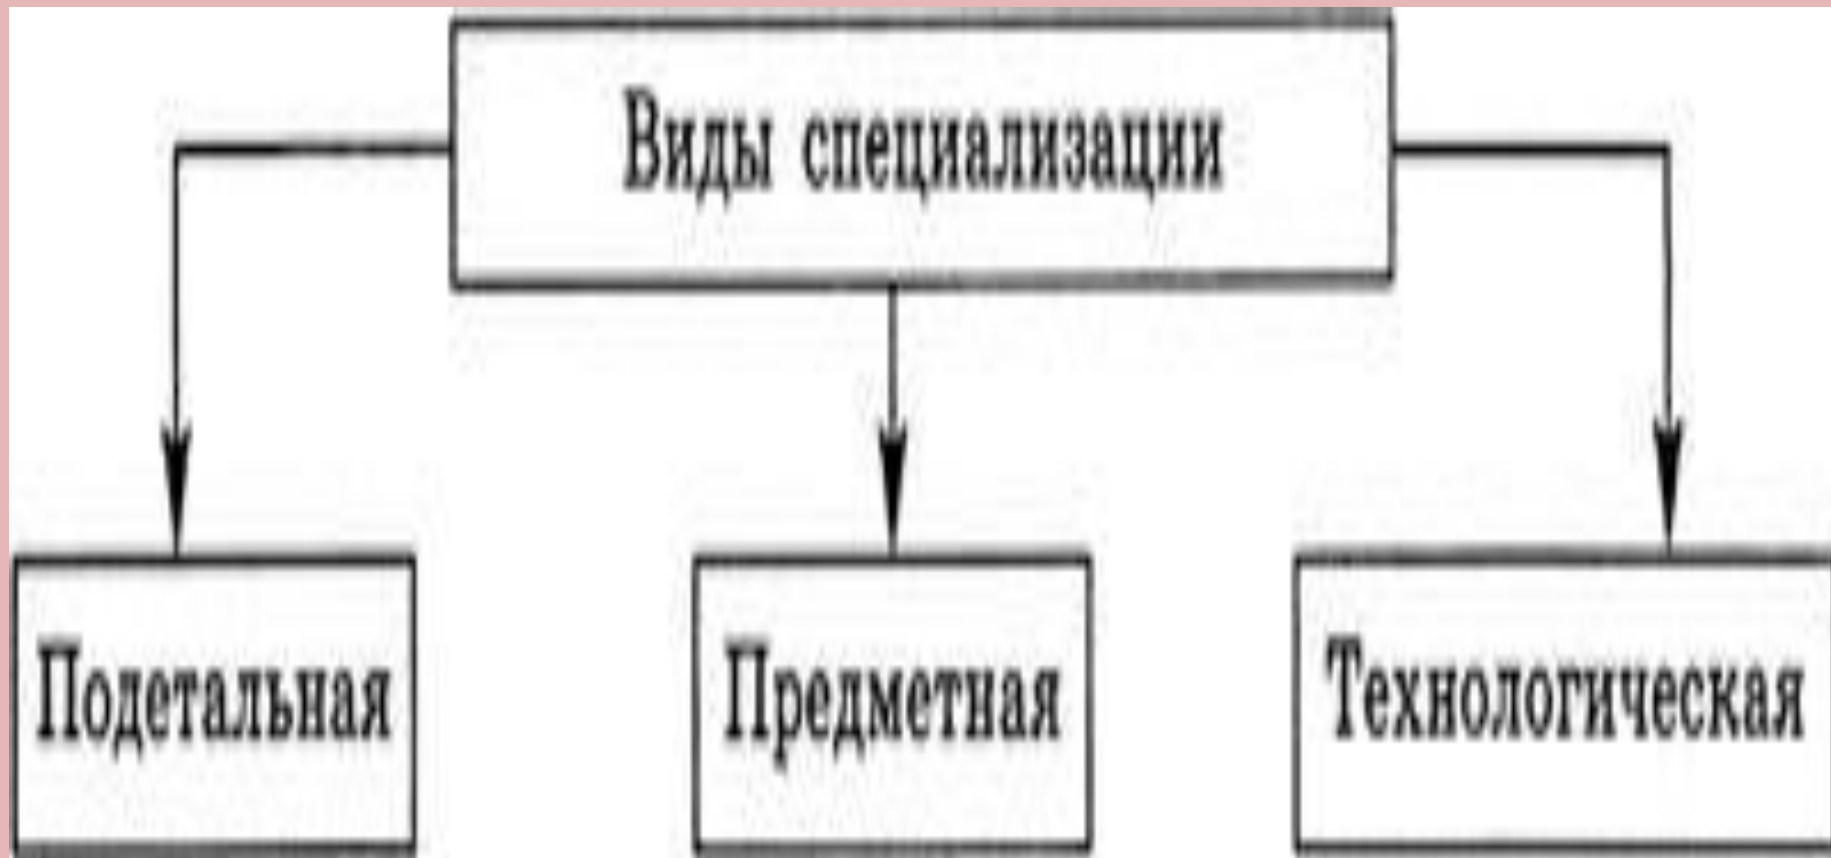 Виды специализации
Подетальная
Предметная
Технологическая